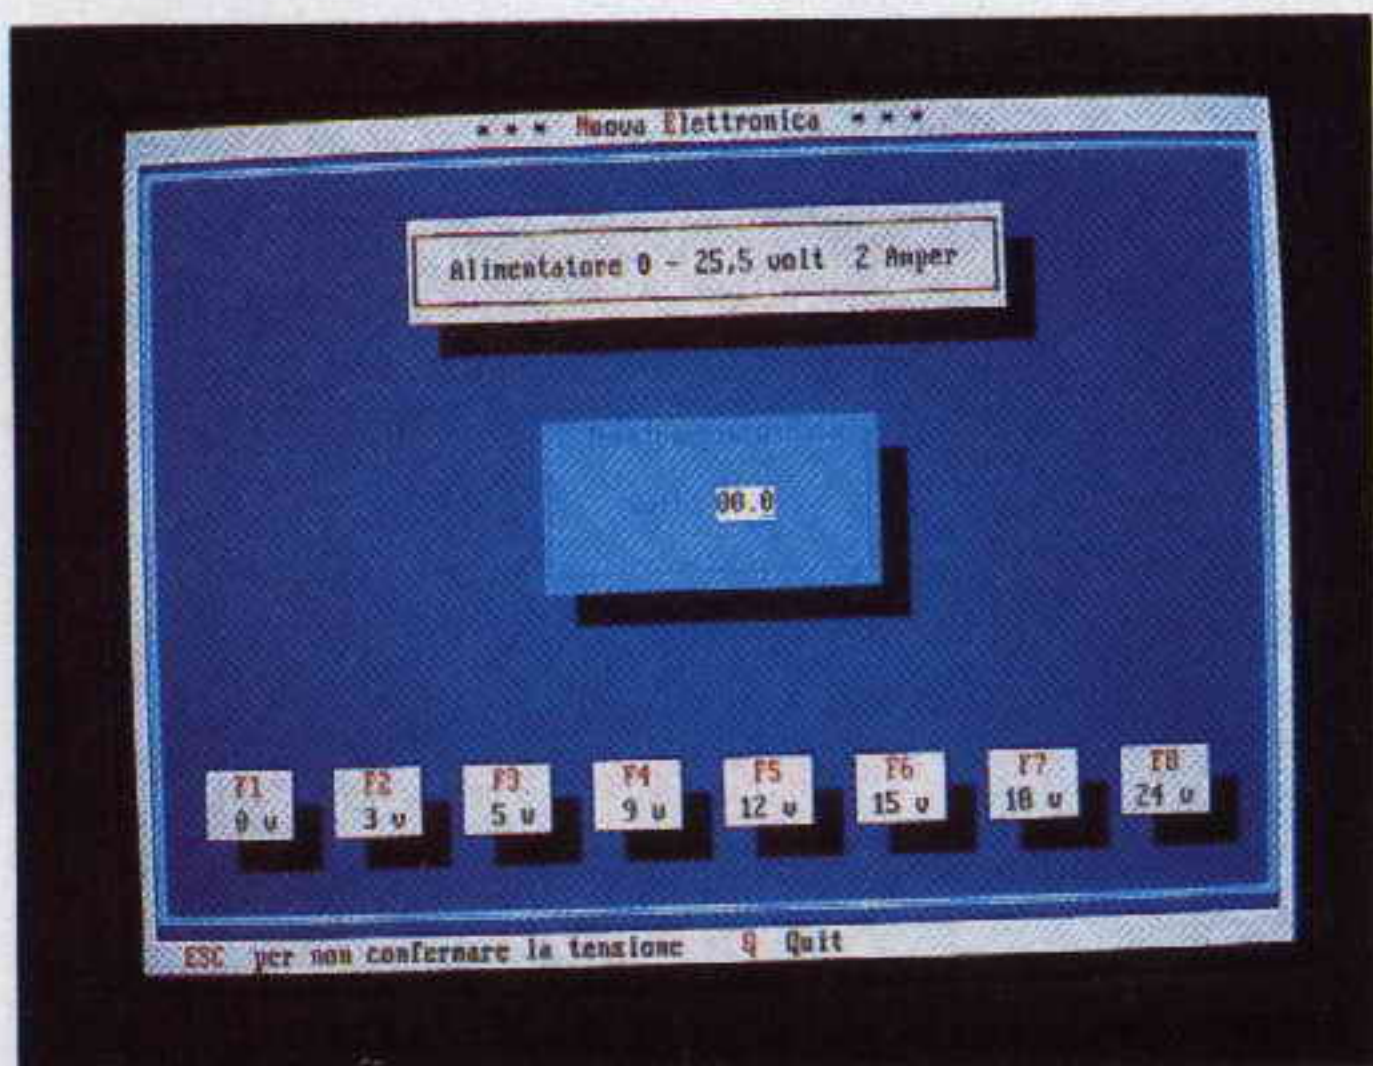 * * * Nuova Elettronica * * *
Alimentatore 0 - 25,5 volt 2 Amper
00.0
F1 F2 F3 F4 F5 F6 F7 F8
0 v 3 v 5 v 9 v 12 v 15 v 18 v 24 v
ESC per non confermare la tensione Q Quit